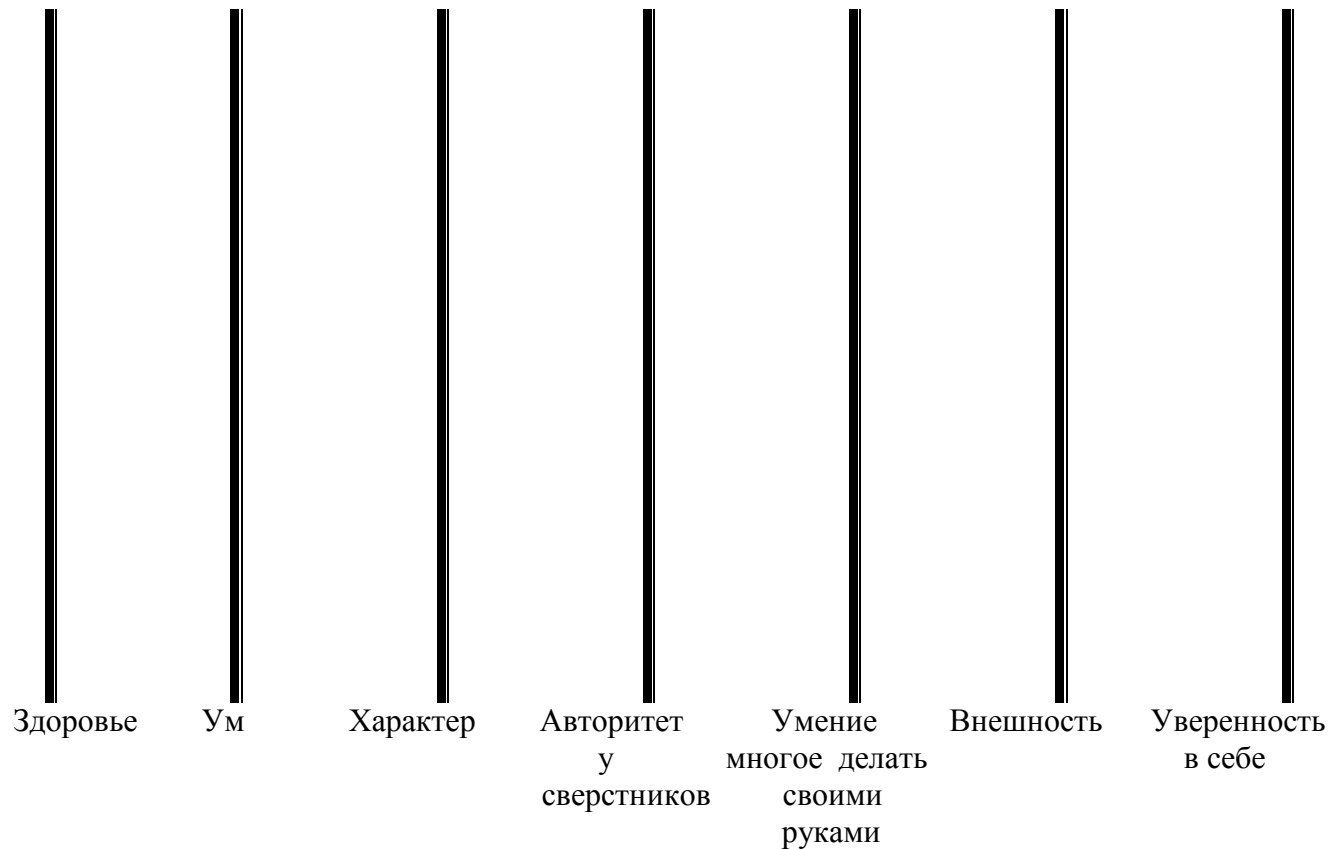 Здоровье
Ум
Характер
Авторитет
у
сверстников
Умение
многое делать
своими
руками
Внешность
Уверенность
в себе